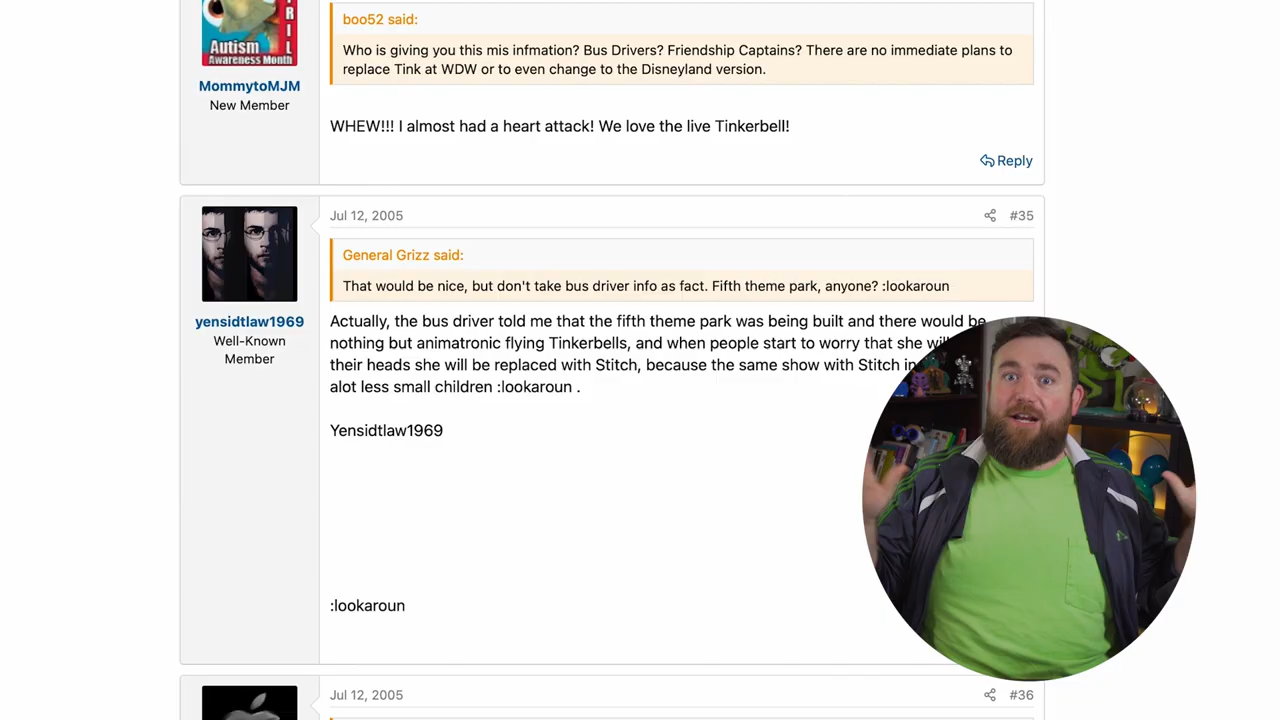 RIL
Autism
Awareness Month
MommytoMJM
New Member
boo52 said:
Who is giving you this mis infmation? Bus Drivers? Friendship Captains? There are no immediate plans to
replace Tink at WDW or to even change to the Disneyland version.
WHEW!!! I almost had a heart attack! We love the live Tinkerbell!
Reply
yensidtlaw1969
Well-Known
Member
Jul 12, 2005
#35
General Grizz said:
That would be nice, but don't take bus driver info as fact. Fifth theme park, anyone? :lookaroun
Actually, the bus driver told me that the fifth theme park was being built and there would be
nothing but animatronic flying Tinkerbells, and when people start to worry that she
their heads she will be replaced with Stitch, because the same show with Stitch
alot less small children :lookaroun .
Yensidtlaw1969
:lookaroun
Jul 12, 2005
#36